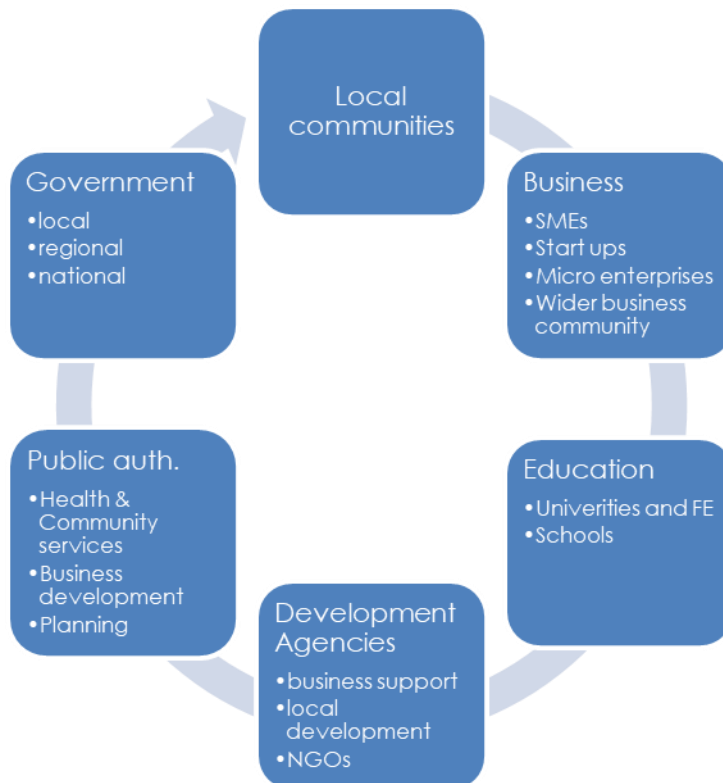 Local
communities
Business
•SMEs
•Start ups
•Micro enterprises
•Wider business
community
Education
•Univerities and FE
•Schools
Development
Agencies
•business support
•local
development
•NGOs
Public auth.
•Health &
Community
services
•Business
development
•Planning
Government
•local
•regional
•national